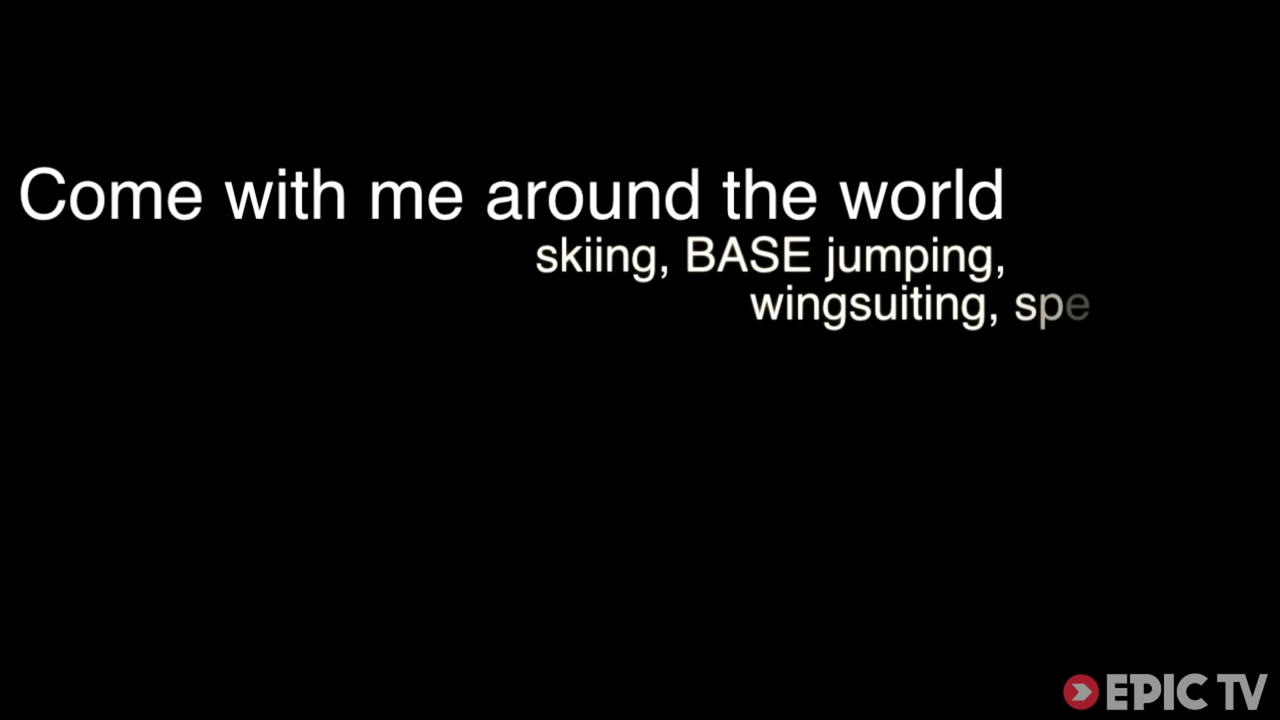 Come with me around the world
skiing, BASE jumping,
wingsuiting, spe
EPIC TV